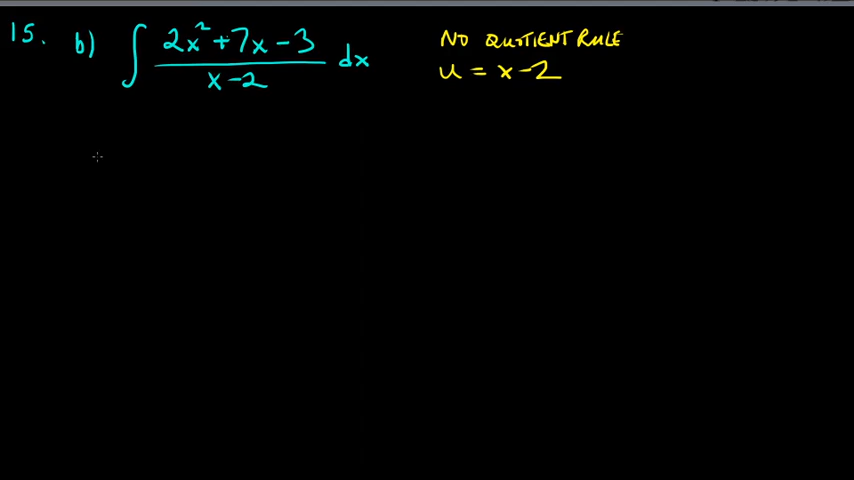 15. b) ∫ (2x² + 7x - 3)/(x - 2) dx
NO QUOTIENT RULE
u = x - 2